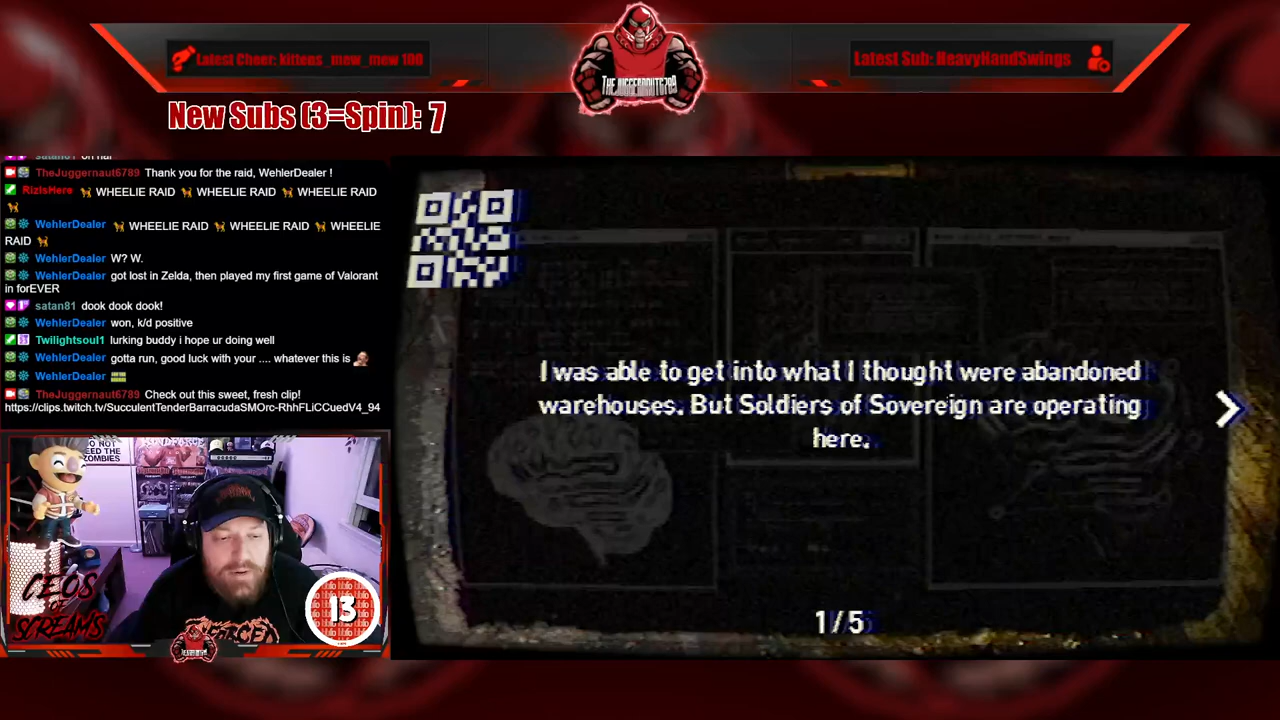 Latest Cheer: kittens_mew_mew 100
Latest Sub: HeavyHandSwings
THEJUGGERNAUT6789
New Subs (3=Spin): 7
TheJuggernaut6789 Thank you for the raid, WehlerDealer !
RizIsHere WHEELIE RAID WHEELIE RAID WHEELIE RAID
WehlerDealer WHEELIE RAID WHEELIE RAID WHEELIE
RAID
WehlerDealer W? W.
WehlerDealer got lost in Zelda, then played my first game of Valorant
in forEVER
satan81 dook dook dook!
WehlerDealer won, k/d positive
Twilightsoul1 lurking buddy i hope ur doing well
WehlerDealer gotta run, good luck with your .... whatever this is
WehlerDealer
TheJuggernaut6789 Check out this sweet, fresh clip!
https://clips.twitch.tv/SucculentTenderBarracudaSMOrc-RhhFLiCCuedV4_94
I was able to get into what I thought were abandoned
warehouses. But Soldiers of Sovereign are operating
here.
1/5
DO NOT
FEED THE
ZOMBIES
CEOS
OF
SCREAMS
13